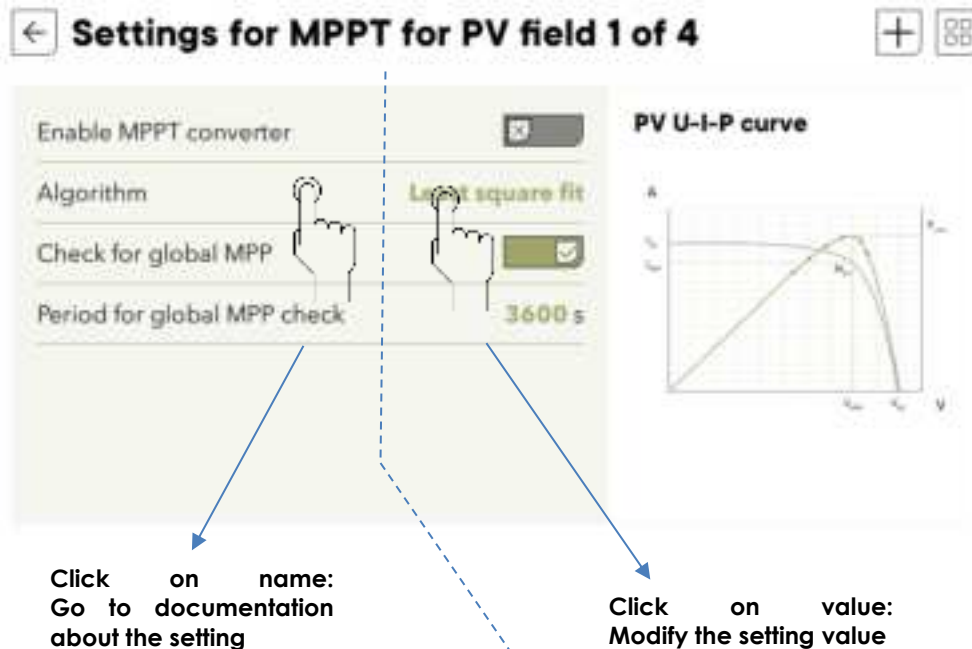 Settings for MPPT for PV field 1 of 4
Enable MPPT converter
PV U-I-P curve
Algorithm
Least square fit
Check for global MPP
Period for global MPP check
3600 s
A
V
Click on name:
Go to documentation
about the setting
Click on value:
Modify the setting value